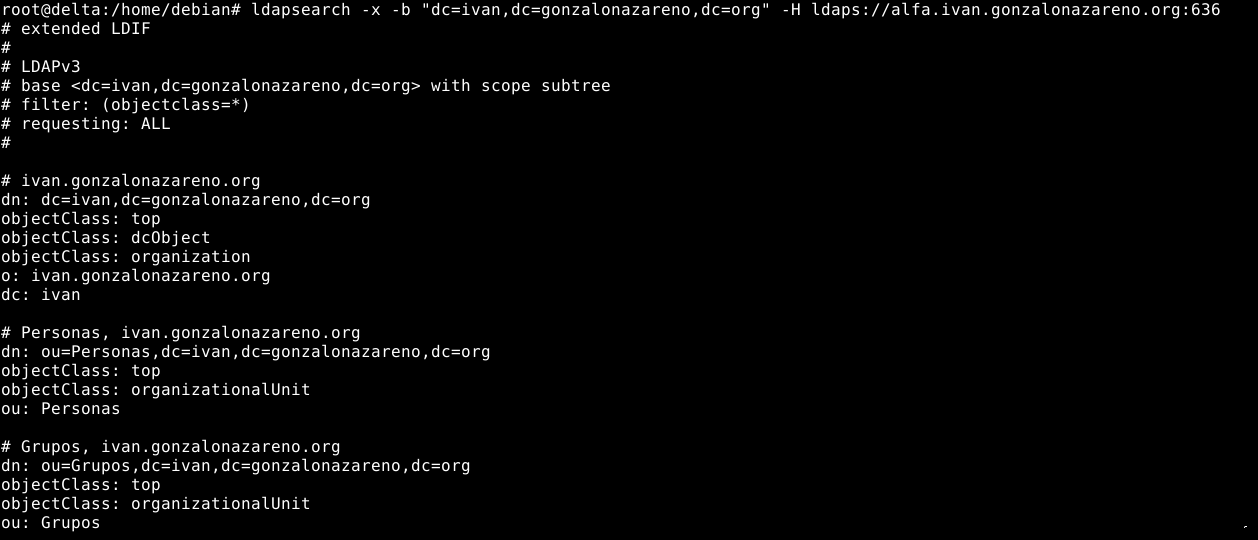 root@delta:/home/debian# ldapsearch -x -b "dc=ivan,dc=gonzalonazareno,dc=org" -H ldaps://alfa.ivan.gonzalonazareno.org:636
# extended LDIF
#
# LDAPv3
# base <dc=ivan,dc=gonzalonazareno,dc=org> with scope subtree
# filter: (objectclass=*)
# requesting: ALL
#
# ivan.gonzalonazareno.org
dn: dc=ivan,dc=gonzalonazareno,dc=org
objectClass: top
objectClass: dcObject
objectClass: organization
o: ivan.gonzalonazareno.org
dc: ivan
# Personas, ivan.gonzalonazareno.org
dn: ou=Personas,dc=ivan,dc=gonzalonazareno,dc=org
objectClass: top
objectClass: organizationalUnit
ou: Personas
# Grupos, ivan.gonzalonazareno.org
dn: ou=Grupos,dc=ivan,dc=gonzalonazareno,dc=org
objectClass: top
objectClass: organizationalUnit
ou: Grupos